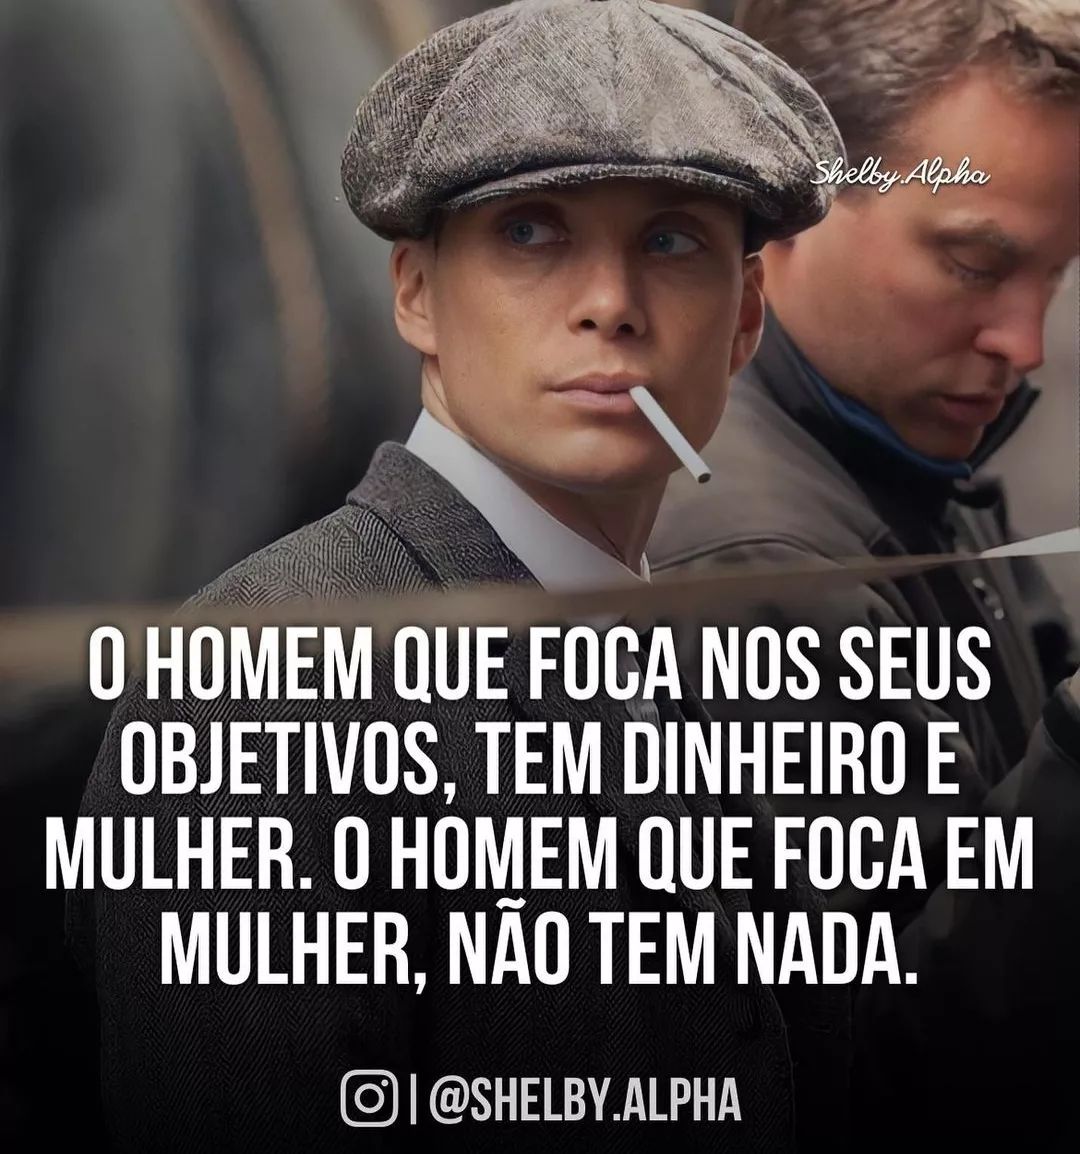 Shelby.Alpha
O HOMEM QUE FOCA NOS SEUS
OBJETIVOS, TEM DINHEIRO E
MULHER. O HOMEM QUE FOCA EM
MULHER, NÃO TEM NADA.
| @SHELBY.ALPHA